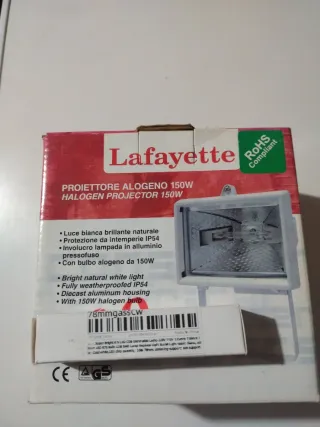 Lafayette
RoHS
Compliant
PROIETTORE ALOGENO 150W
HALOGEN PROJECTOR 150W
• Luce bianca brillante naturale
• Protezione da intemperie IP54
• Involucro lampada in alluminio
pressofuso
• Con bulbo alogeno da 150W
• Bright natural white light
• Fully weatherproofed IP54
• Diecast aluminum housing
• With 150W halogen bulb
78mmgasscw
CE GS